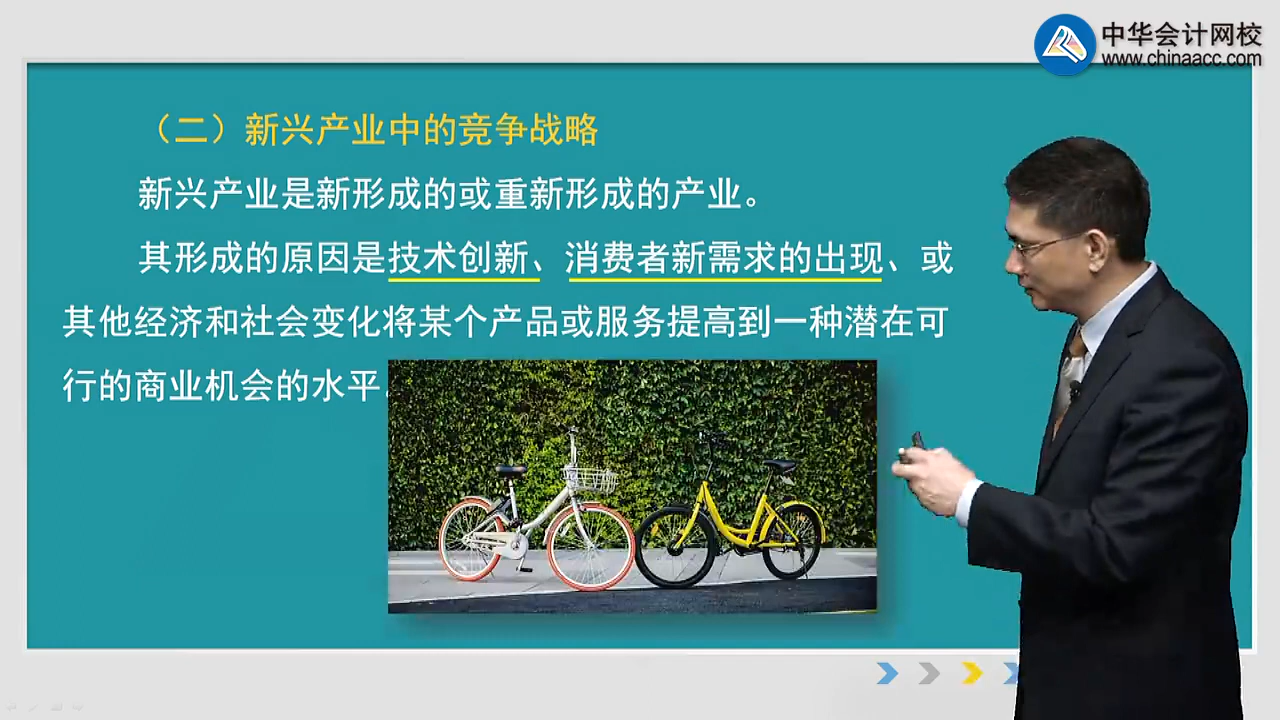 中华会计网校
www.chinaacc.com
（二）新兴产业中的竞争战略
新兴产业是新形成的或重新形成的产业。
其形成的原因是技术创新、消费者新需求的出现、或
其他经济和社会变化将某个产品或服务提高到一种潜在可
行的商业机会的水平